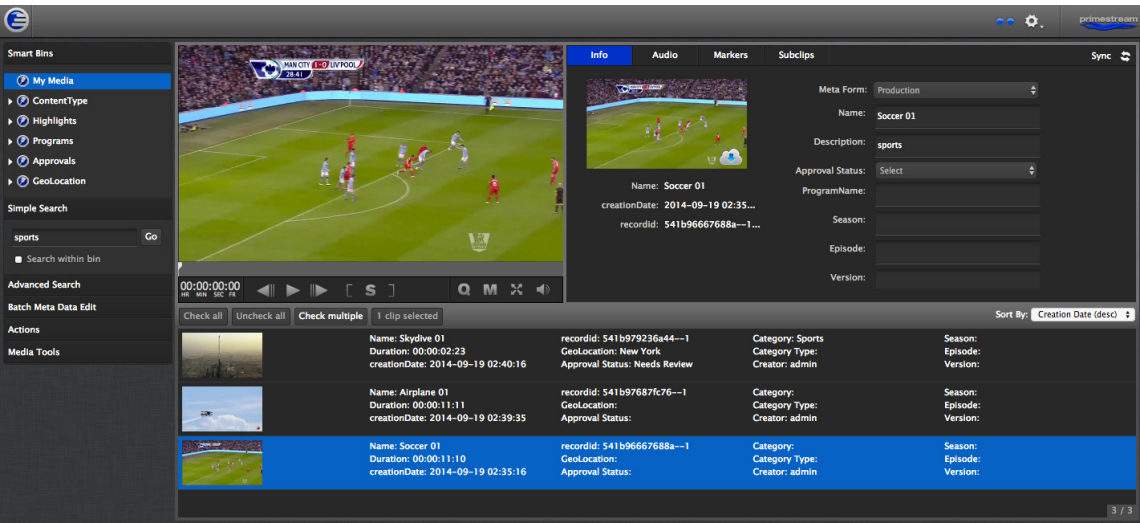 primestream
Smart Bins
My Media
ContentType
Highlights
Programs
Approvals
GeoLocation
Simple Search
sports
Go
Search within bin
Advanced Search
Batch Meta Data Edit
Actions
Media Tools
MAN CITY 1-0 LIV'POOL
28:41
00:00:00:00
HR MIN SEC FR
[ S ]
Q M
Info Audio Markers Subclips Sync
Name: Soccer 01
creationDate: 2014-09-19 02:35...
recordid: 541b96667688a--1...
Meta Form: Production
Name: Soccer 01
Description: sports
Approval Status: Select
ProgramName:
Season:
Episode:
Version:
Check all Uncheck all Check multiple 1 clip selected Sort By: Creation Date (desc)
Name: Skydive 01 recordid: 541b979236a44--1 Category: Sports Season:
Duration: 00:00:02:23 GeoLocation: New York Category Type: Episode:
creationDate: 2014-09-19 02:40:16 Approval Status: Needs Review Creator: admin Version:
Name: Airplane 01 recordid: 541b97687fc76--1 Category: Season:
Duration: 00:00:11:11 GeoLocation: Category Type: Episode:
creationDate: 2014-09-19 02:39:35 Approval Status: Creator: admin Version:
Name: Soccer 01 recordid: 541b96667688a--1 Category: Season:
Duration: 00:00:11:10 GeoLocation: Category Type: Episode:
creationDate: 2014-09-19 02:35:16 Approval Status: Creator: admin Version:
3 / 3